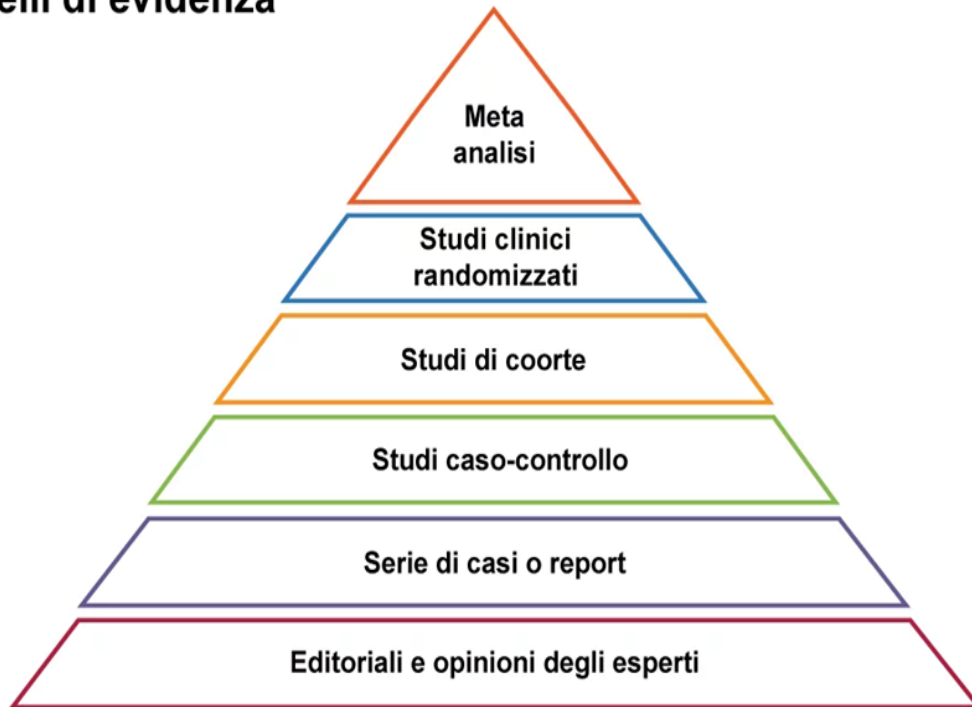 di evidenza
Meta
analisi
Studi clinici
randomizzati
Studi di coorte
Studi caso-controllo
Serie di casi o report
Editoriali e opinioni degli esperti